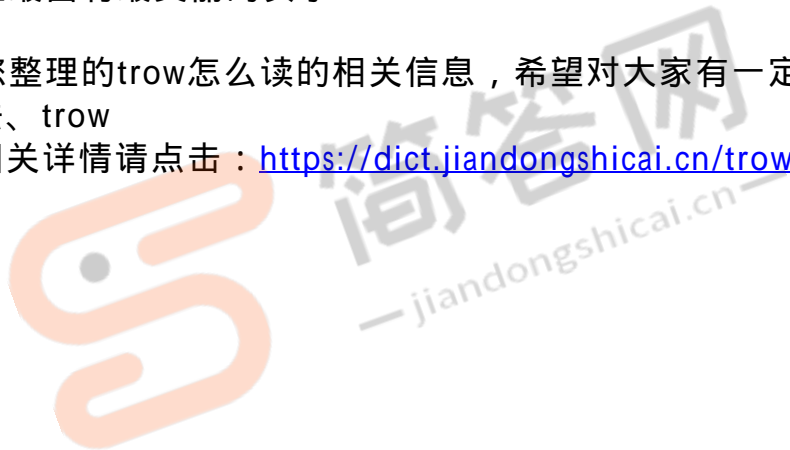 整理的trow怎么读的相关信息，希望对大家有一定
、trow
关详情请点击：https://dict.jiandongshicai.cn/trow
简答网
jiandongshicai.cn